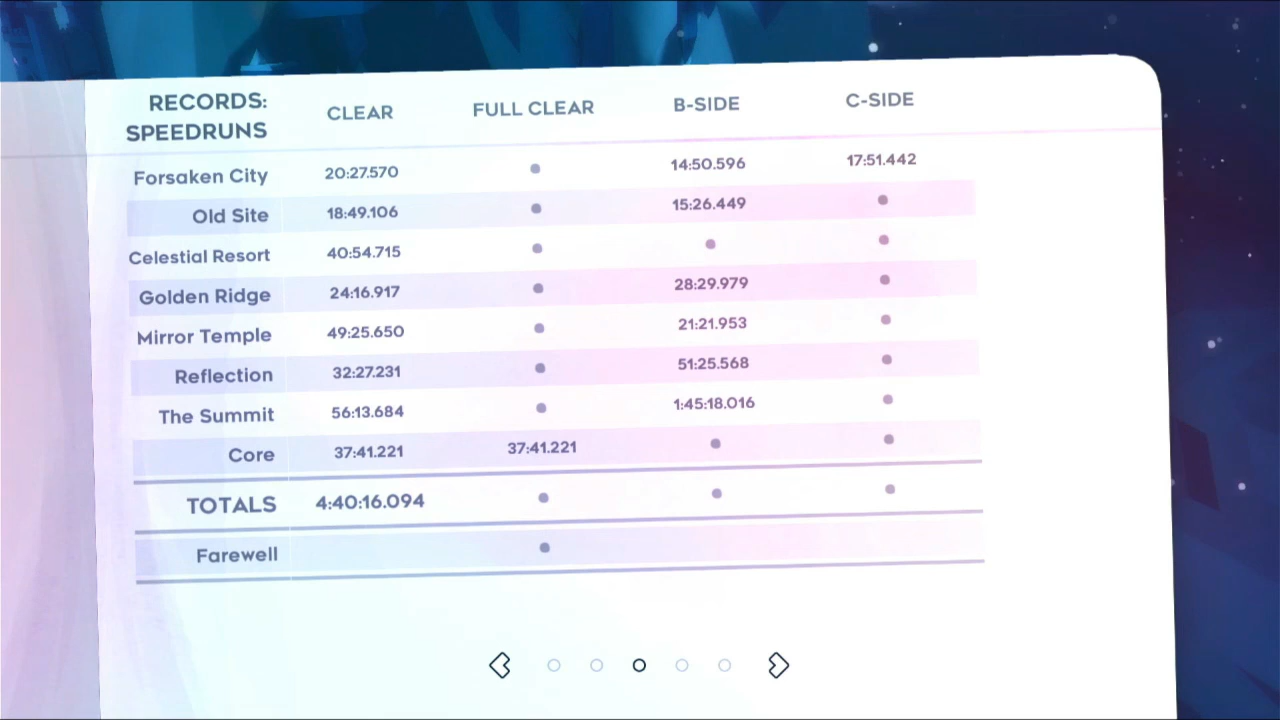 RECORDS:
SPEEDRUNS CLEAR FULL CLEAR B-SIDE C-SIDE
Forsaken City 20:27.570 14:50.596 17:51.442
Old Site 18:49.106 15:26.449
Celestial Resort 40:54.715
Golden Ridge 24:16.917 28:29.979
Mirror Temple 49:25.650 21:21.953
Reflection 32:27.231 51:25.568
The Summit 56:13.684 1:45:18.016
Core 37:41.221 37:41.221
TOTALS 4:40:16.094
Farewell